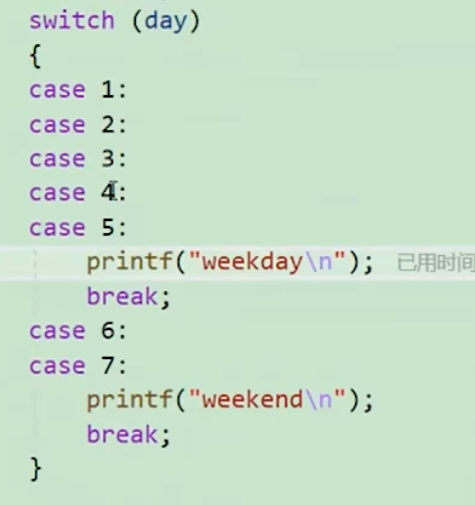 switch (day)
{
case 1:
case 2:
case 3:
case 4:
case 5:
    printf("weekday\n"); 已用时间
    break;
case 6:
case 7:
    printf("weekend\n");
    break;
}